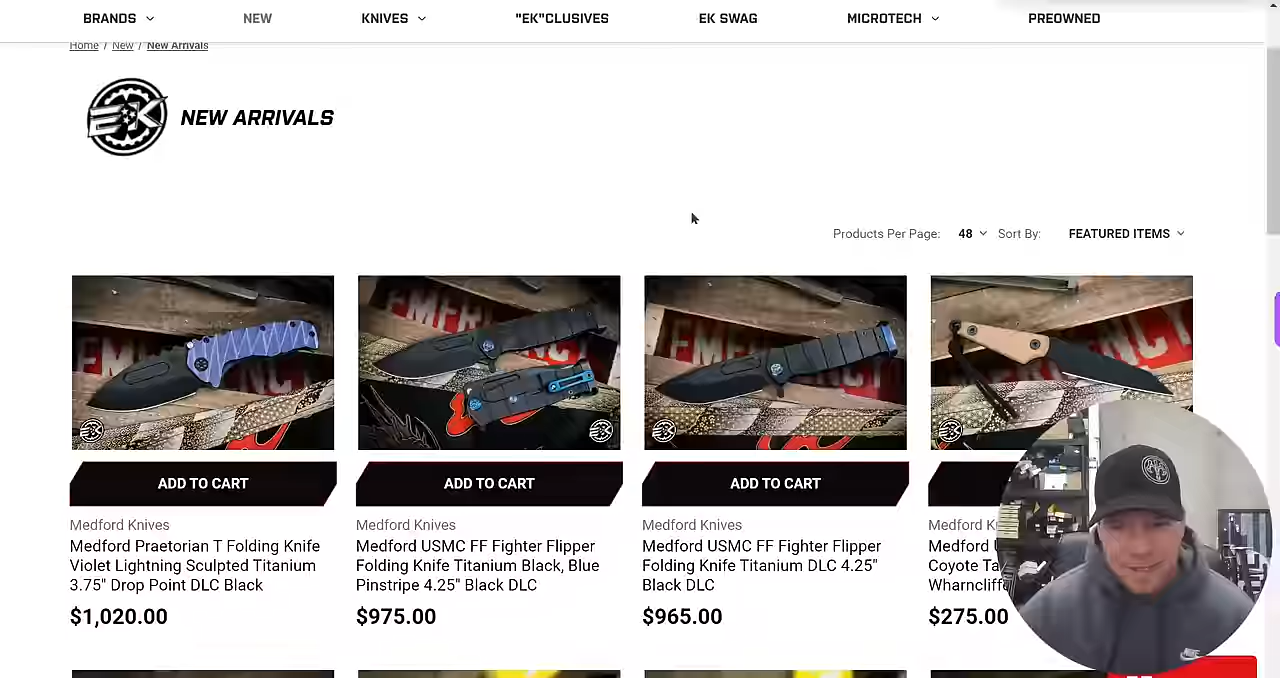 BRANDS NEW KNIVES "EK"CLUSIVES EK SWAG MICROTECH PREOWNED
Home / New / New Arrivals
EK NEW ARRIVALS
Products Per Page: 48 Sort By: FEATURED ITEMS
ADD TO CART ADD TO CART ADD TO CART
Medford Knives
Medford Praetorian T Folding Knife
Violet Lightning Sculpted Titanium
3.75" Drop Point DLC Black
$1,020.00
Medford Knives
Medford USMC FF Fighter Flipper
Folding Knife Titanium Black, Blue
Pinstripe 4.25" Black DLC
$975.00
Medford Knives
Medford USMC FF Fighter Flipper
Folding Knife Titanium DLC 4.25"
Black DLC
$965.00
Medford
Medford
Coyote
Wharncliffe
$275.00